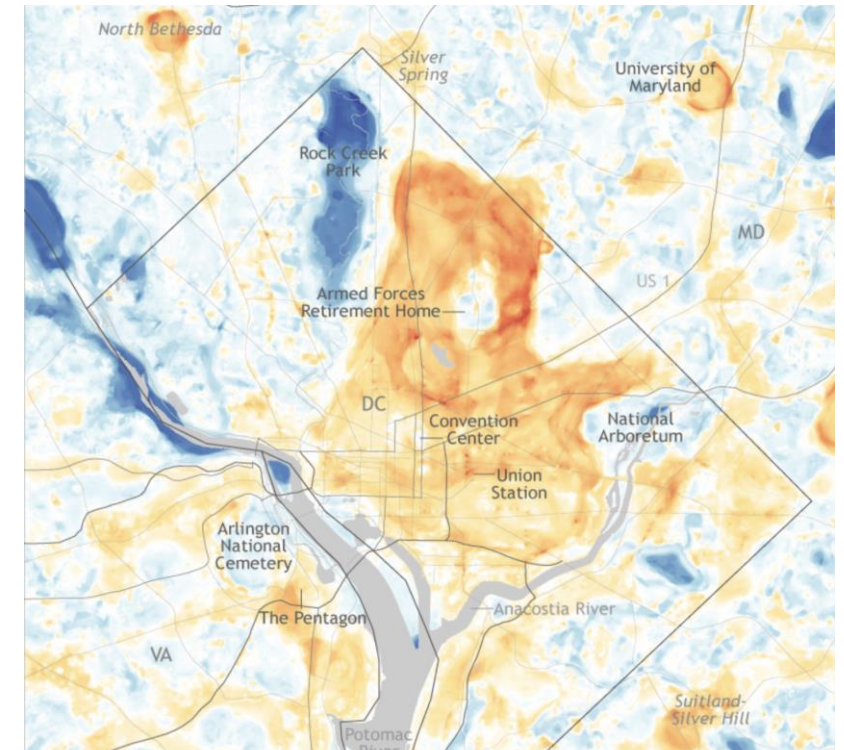 North Bethesda
Silver
Spring
University of
Maryland
Rock Creek
Park
MD
US 1
Armed Forces
Retirement Home
DC
Convention
Center
National
Arboretum
Union
Station
Arlington
National
Cemetery
The Pentagon
Anacostia River
VA
Suitland-
Silver Hill
Potomac
River